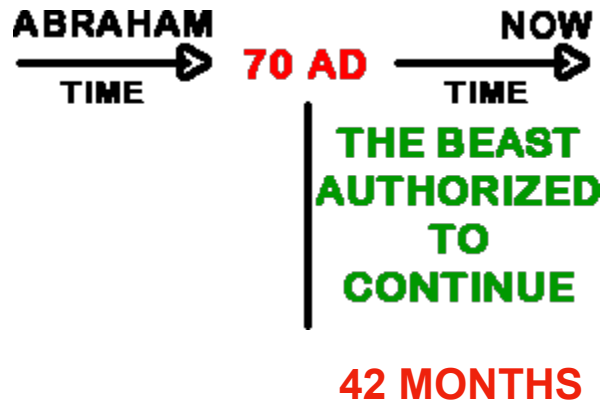 ABRAHAM NOW
70 AD
TIME TIME
THE BEAST
AUTHORIZED
TO
CONTINUE
42 MONTHS